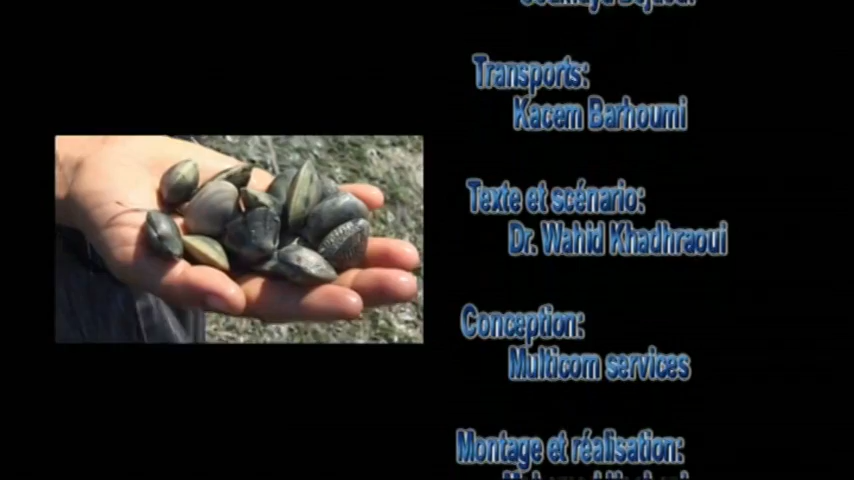 Transports:
Kacem Barhoumi
Texte et scénario:
Dr. Wahid Khadhraoui
Conception:
Multicom services
Montage et réalisation: